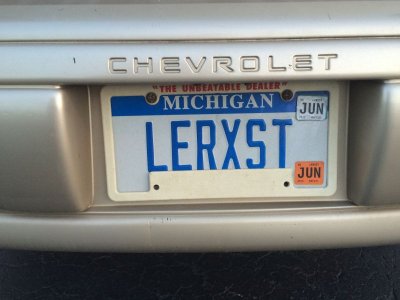 CHEVROLET
"THE UNBEATABLE DEALER"
MICHIGAN
JUN
LERXST
JUN